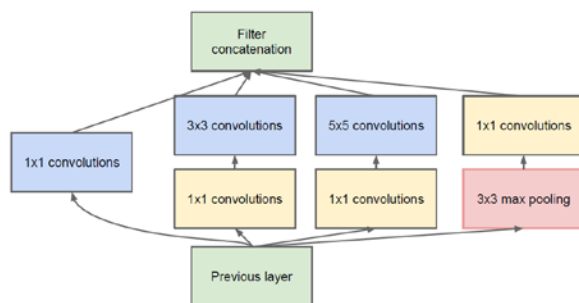 Filter
concatenation
3x3 convolutions
5x5 convolutions
1x1 convolutions
1x1 convolutions
1x1 convolutions
1x1 convolutions
3x3 max pooling
Previous layer